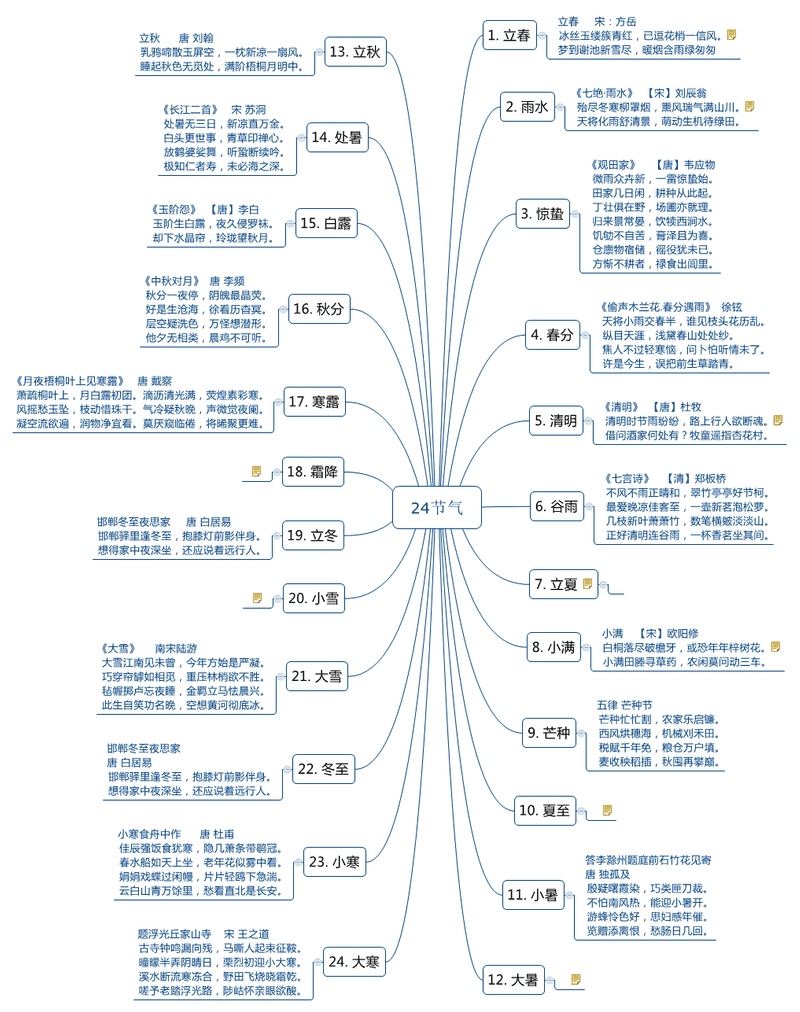 24节气
1. 立春
立春 宋：方岳
冰丝玉缕簇青红，已逗花梢一信风。
梦到谢池新雪尽，暖烟含雨绿匆匆
2. 雨水
《七绝·雨水》 【宋】刘辰翁
殆尽冬寒柳罩烟，熏风瑞气满山川。
天将化雨舒清景，萌动生机待绿田。
3. 惊蛰
《观田家》 【唐】韦应物
微雨众卉新，一雷惊蛰始。
田家几日闲，耕种从此起。
丁壮俱在野，场圃亦就理。
归来景常晏，饮犊西涧水。
饥劬不自苦，膏泽且为喜。
仓廪物宿储，徭役犹未已。
方惭不耕者，禄食出闾里。
4. 春分
《偷声木兰花.春分遇雨》 徐铉
天将小雨交春半，谁见枝头花历乱。
纵目天涯，浅黛春山处处纱。
焦人不过轻寒恼，问卜怕听情未了。
许是今生，误把前生草踏青。
5. 清明
《清明》 【唐】杜牧
清明时节雨纷纷，路上行人欲断魂。
借问酒家何处有？牧童遥指杏花村。
6. 谷雨
《七言诗》 【清】郑板桥
不风不雨正晴和，翠竹亭亭好节柯。
最爱晚凉佳客至，一壶新茗泡松萝。
几枝新叶萧萧竹，数笔横皴淡淡山。
正好清明连谷雨，一杯香茗坐其间。
7. 立夏
8. 小满
小满 【宋】欧阳修
白桐落尽破檐牙，或恐年年梓树花。
小满田塍寻草药，农闲莫问动三车。
9. 芒种
五律 芒种节
芒种忙忙割，农家乐启镰。
西风烘穗海，机械刈禾田。
税赋千年免，粮仓万户填。
麦收秧稻插，秋囤再攀巅。
10. 夏至
11. 小暑
答李滁州题庭前石竹花见寄
唐 独孤及
殷疑曙霞染，巧类匣刀裁。
不怕南风热，能迎小暑开。
游蜂怜色好，思妇感年催。
览赠添离恨，愁肠日几回。
12. 大暑
13. 立秋
立秋 唐 刘翰
乳鸦啼散玉屏空，一枕新凉一扇风。
睡起秋色无觅处，满阶梧桐月明中。
14. 处暑
《长江二首》 宋 苏泂
处暑无三日，新凉直万金。
白头更世事，青草印禅心。
放鹤婆娑舞，听蛩断续吟。
极知仁者寿，未必海之深。
15. 白露
《玉阶怨》 【唐】李白
玉阶生白露，夜久侵罗袜。
却下水晶帘，玲珑望秋月。
16. 秋分
《中秋对月》 唐 李频
秋分一夜停，阴魄最晶荧。
好是生沧海，徐看历杳冥。
层空疑洗色，万怪想潜形。
他夕无相类，晨鸡不可听。
17. 寒露
《月夜梧桐叶上见寒露》 唐 戴察
萧疏桐叶上，月白露初团。滴沥清光满，荧煌素彩寒。
风摇愁玉坠，枝动惜珠干。气冷疑秋晚，声微觉夜阑。
凝空流欲遍，润物净宜看。莫厌窥临倦，将晞聚更难。
18. 霜降
19. 立冬
邯郸冬至夜思家 唐 白居易
邯郸驿里逢冬至，抱膝灯前影伴身。
想得家中夜深坐，还应说着远行人。
20. 小雪
21. 大雪
《大雪》 南宋陆游
大雪江南见未曾，今年方始是严凝。
巧穿帘罅如相觅，重压林梢欲不胜。
毡幄掷卢忘夜睡，金羁立马怯晨兴。
此生自笑功名晚，空想黄河彻底冰。
22. 冬至
邯郸冬至夜思家
唐 白居易
邯郸驿里逢冬至，抱膝灯前影伴身。
想得家中夜深坐，还应说着远行人。
23. 小寒
小寒食舟中作 唐 杜甫
佳辰强饭食犹寒，隐几萧条带鹖冠。
春水船如天上坐，老年花似雾中看。
娟娟戏蝶过闲幔，片片轻鸥下急湍。
云白山青万馀里，愁看直北是长安。
24. 大寒
题浮光丘家山寺 宋 王之道
古寺钟鸣漏向残，马嘶人起束征鞍。
曈曚半弄阴晴日，栗烈初迎小大寒。
溪水断流寒冻合，野田飞烧晓霜乾。
嗟予老踏浮光路，陟岵怀亲眼欲酸。